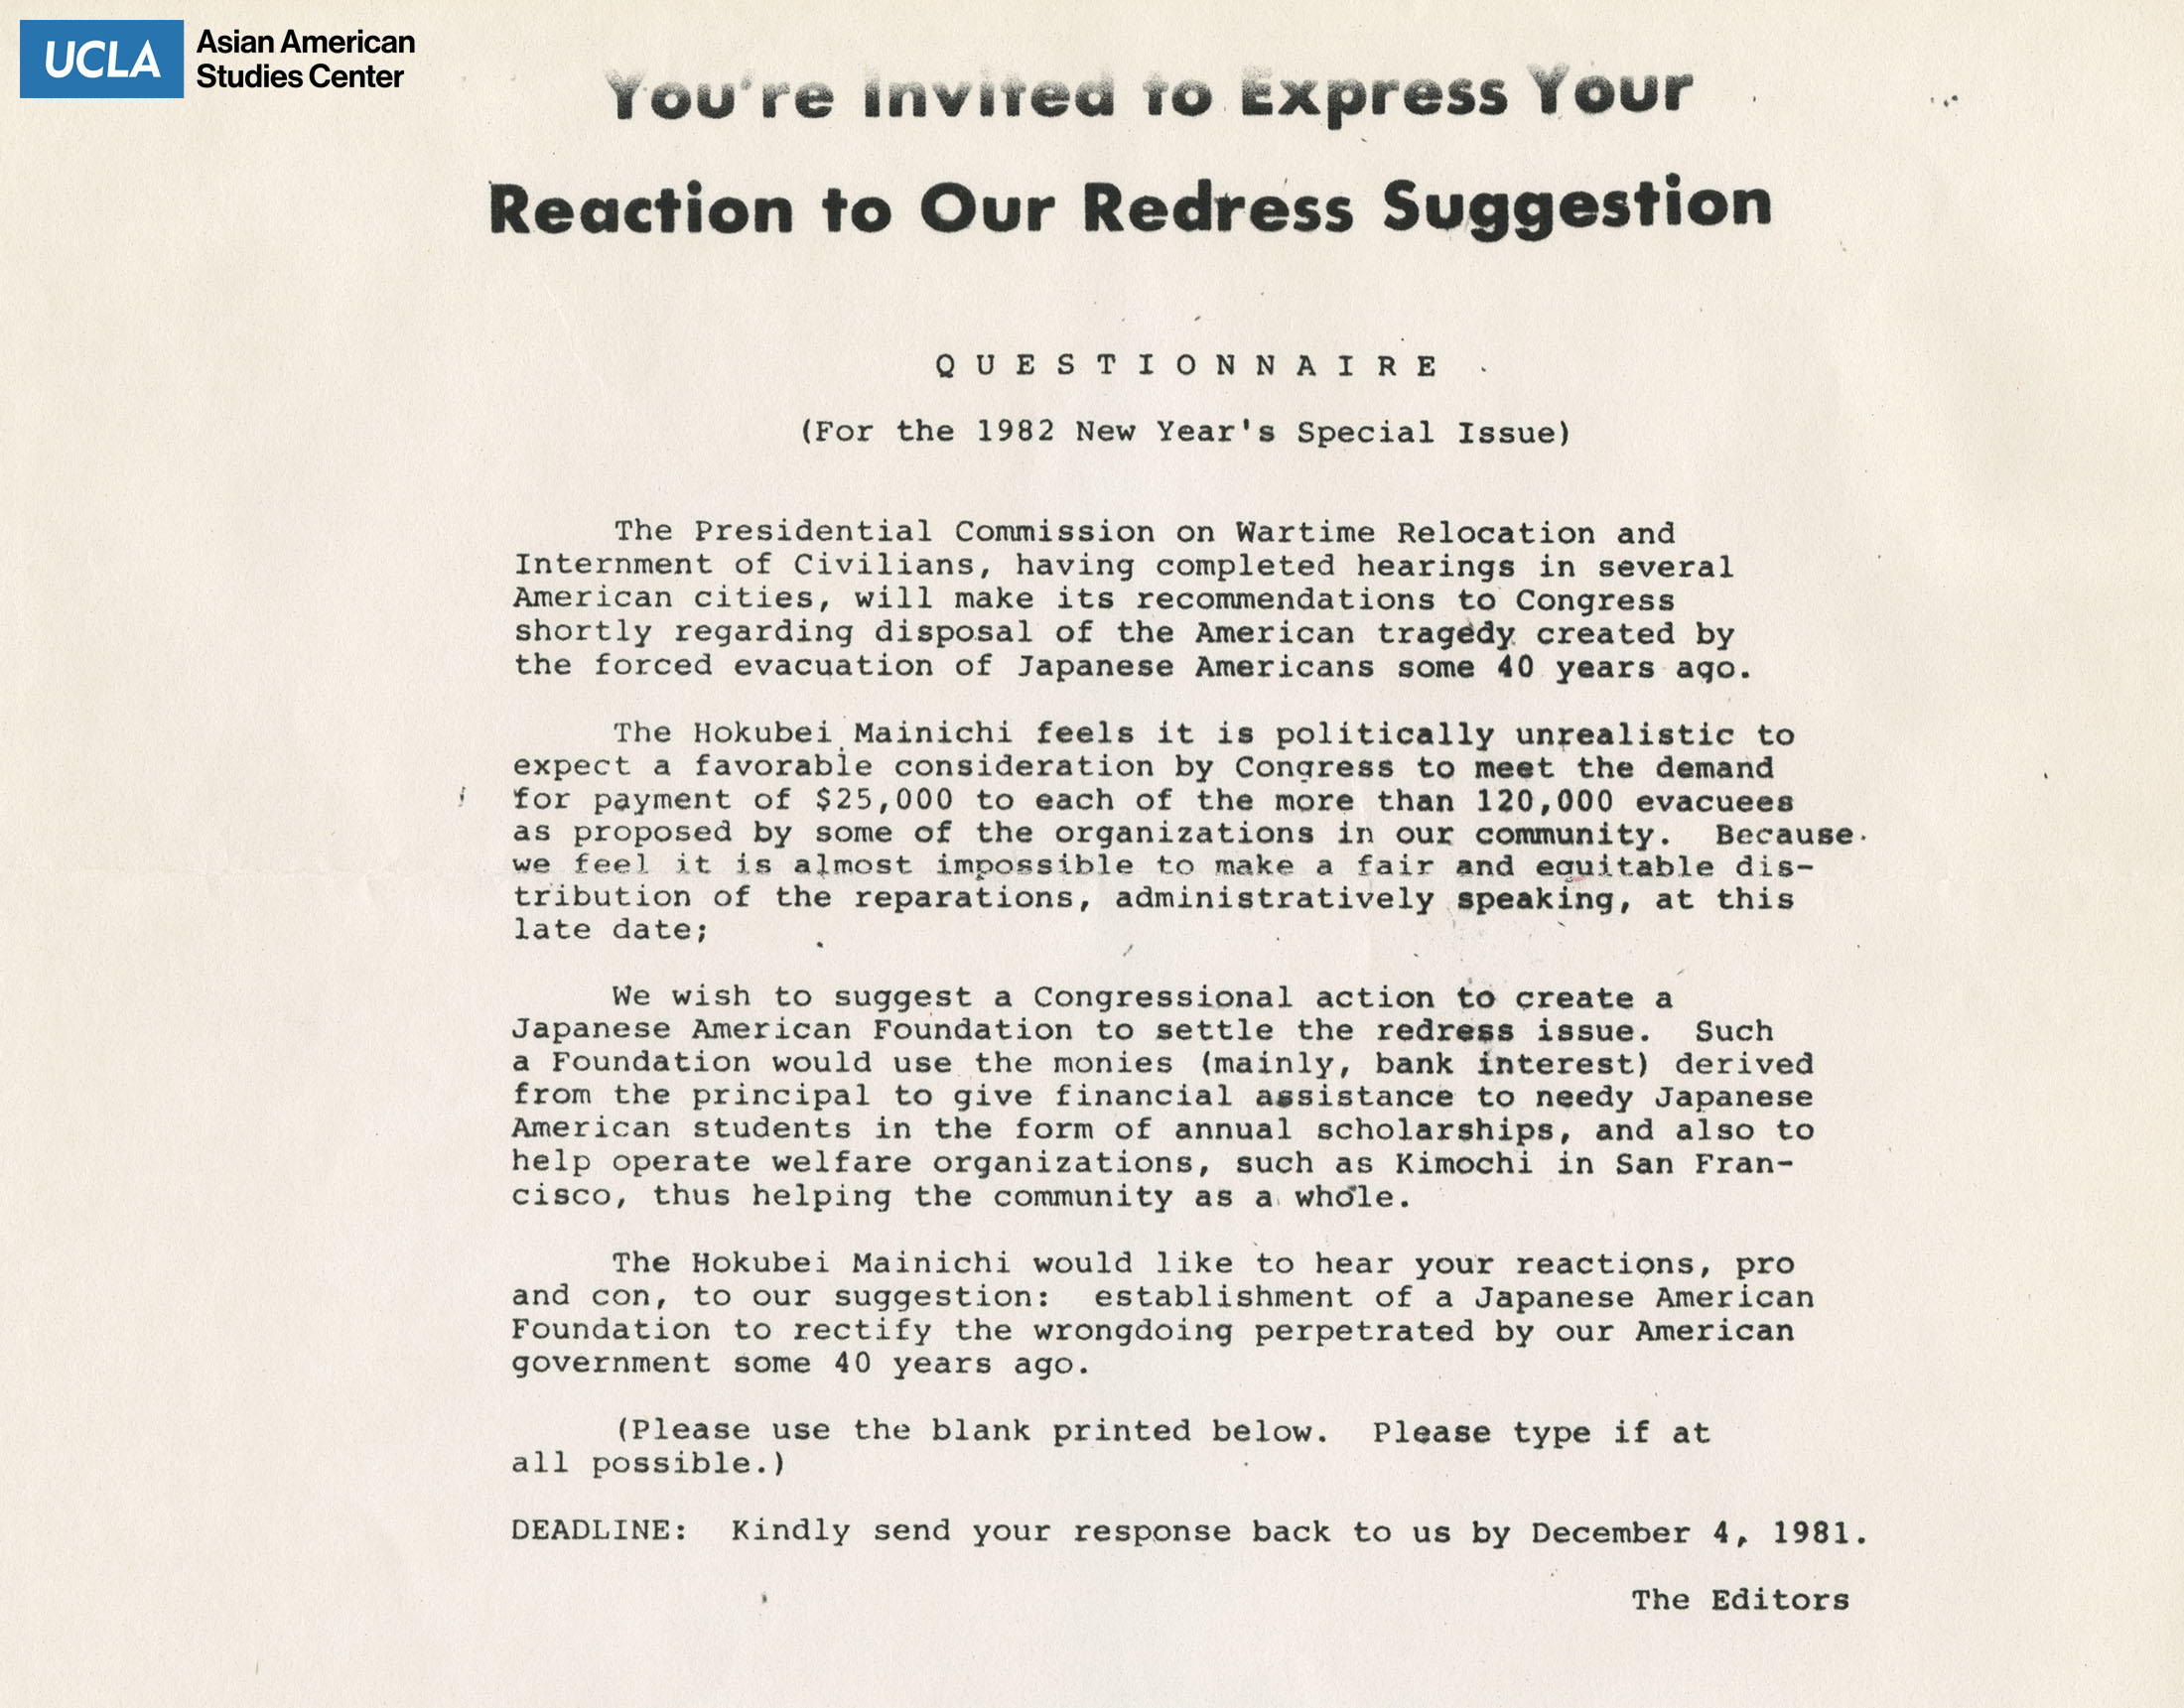 UCLA Asian American
Studies Center
You're Invited to Express Your
Reaction to Our Redress Suggestion
QUESTIONNAIRE
(For the 1982 New Year's Special Issue)
The Presidential Commission on Wartime Relocation and
Internment of Civilians, having completed hearings in several
American cities, will make its recommendations to Congress
shortly regarding disposal of the American tragedy created by
the forced evacuation of Japanese Americans some 40 years ago.
The Hokubei Mainichi feels it is politically unrealistic to
expect a favorable consideration by Congress to meet the demand
for payment of $25,000 to each of the more than 120,000 evacuees
as proposed by some of the organizations in our community. Because
we feel it is almost impossible to make a fair and equitable dis-
tribution of the reparations, administratively speaking, at this
late date;
We wish to suggest a Congressional action to create a
Japanese American Foundation to settle the redress issue. Such
a Foundation would use the monies (mainly, bank interest) derived
from the principal to give financial assistance to needy Japanese
American students in the form of annual scholarships, and also to
help operate welfare organizations, such as Kimochi in San Fran-
cisco, thus helping the community as a whole.
The Hokubei Mainichi would like to hear your reactions, pro
and con, to our suggestion: establishment of a Japanese American
Foundation to rectify the wrongdoing perpetrated by our American
government some 40 years ago.
(Please use the blank printed below. Please type if at
all possible.)
DEADLINE: Kindly send your response back to us by December 4, 1981.
The Editors